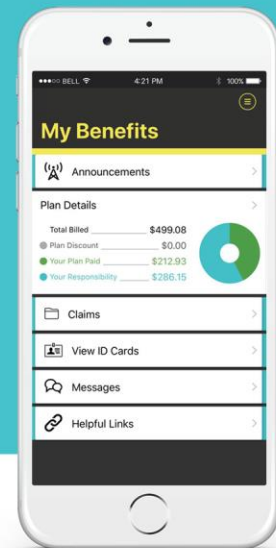 BELL 4:21 PM 100%
My Benefits
Announcements
Plan Details
Total Billed $499.08
Plan Discount $0.00
Your Plan Paid $212.93
Your Responsibility $286.15
Claims
View ID Cards
Messages
Helpful Links